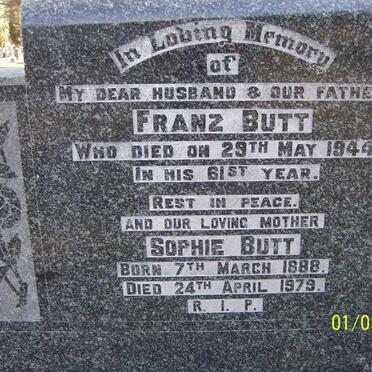 In Loving Memory
of
MY DEAR HUSBAND & OUR FATHE
FRANZ BUTT
WHO DIED ON 29TH MAY 1944
IN HIS 61ST YEAR.
REST IN PEACE.
AND OUR LOVING MOTHER
SOPHIE BUTT
BORN 7TH MARCH 1888.
DIED 24TH APRIL 1979.
R. I. P.
01/0